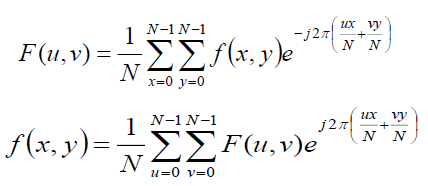 F(u,v) = \frac{1}{N} \sum_{x=0}^{N-1} \sum_{y=0}^{N-1} f(x,y) e^{-j2\pi\left(\frac{ux}{N}+\frac{vy}{N}\right)}
f(x,y) = \frac{1}{N} \sum_{u=0}^{N-1} \sum_{v=0}^{N-1} F(u,v) e^{j2\pi\left(\frac{ux}{N}+\frac{vy}{N}\right)}